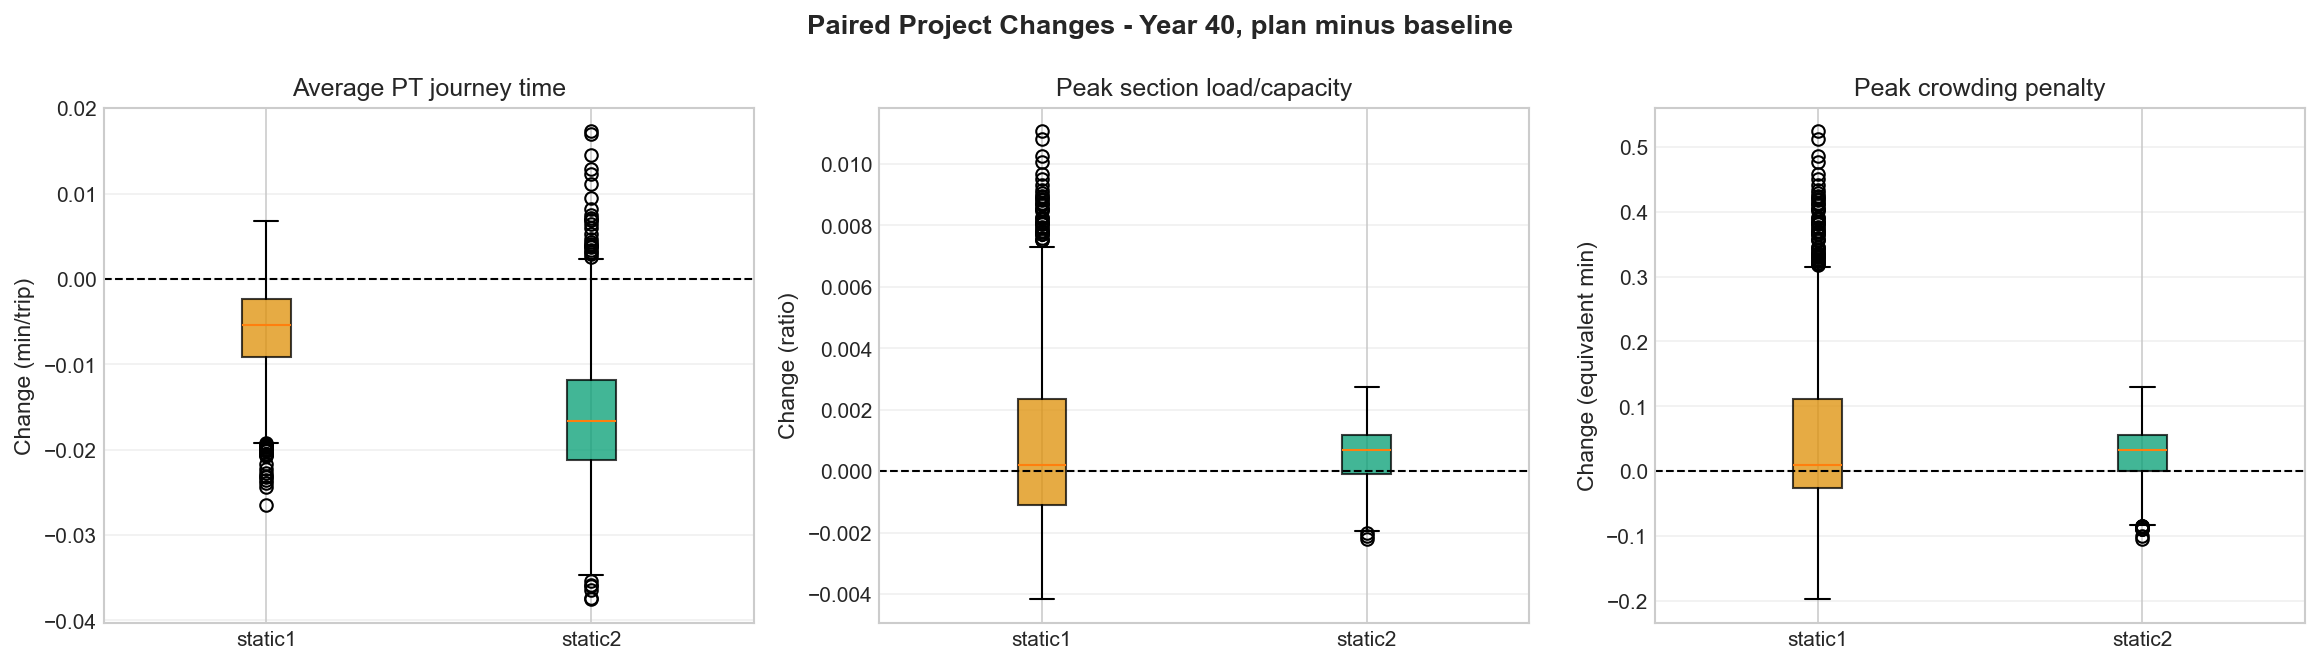 Paired Project Changes - Year 40, plan minus baseline
Average PT journey time
Change (min/trip)
0.02
0.01
0.00
−0.01
−0.02
−0.03
−0.04
static1
static2
Peak section load/capacity
Change (ratio)
0.010
0.008
0.006
0.004
0.002
0.000
−0.002
−0.004
static1
static2
Peak crowding penalty
Change (equivalent min)
0.5
0.4
0.3
0.2
0.1
0.0
−0.1
−0.2
static1
static2